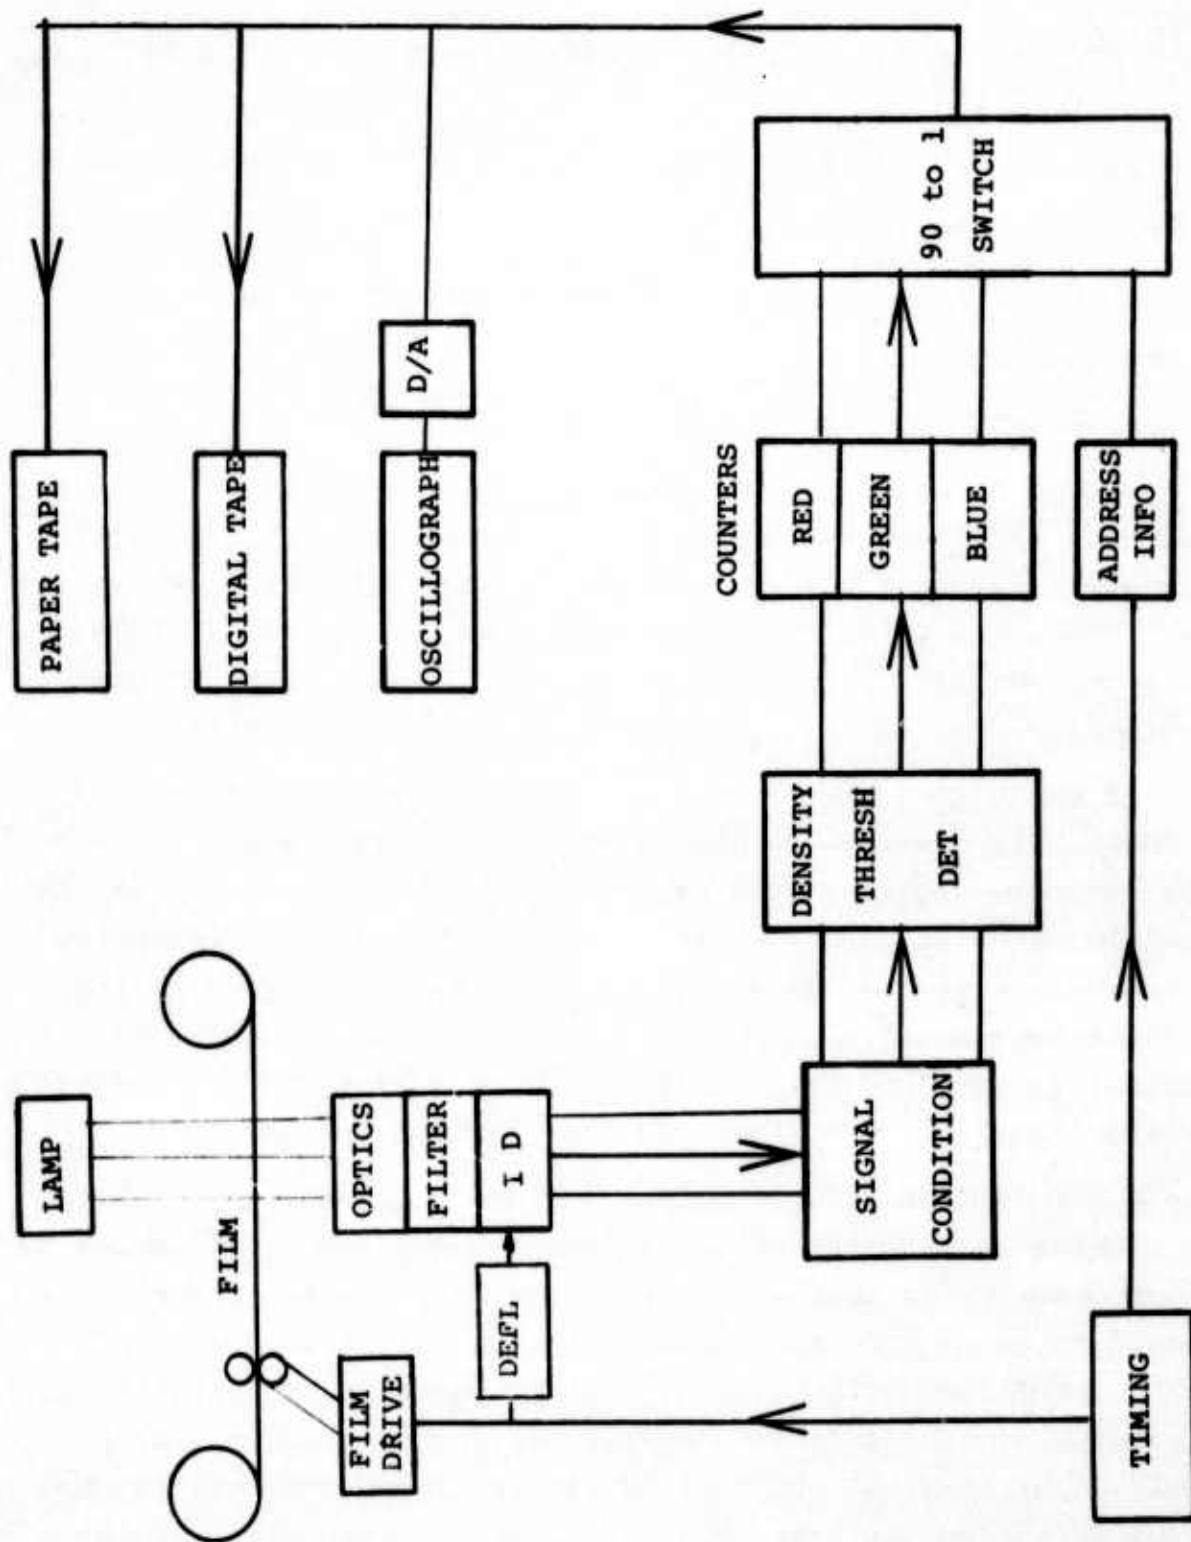 LAMP
FILM
OPTICS
FILTER
I D
FILM
DRIVE
DEFL
TIMING
SIGNAL
CONDITION
DENSITY
THRESH
DET
COUNTERS
RED
GREEN
BLUE
ADDRESS
INFO
90 to 1
SWITCH
PAPER TAPE
DIGITAL TAPE
OSCILLOGRAPH
D/A